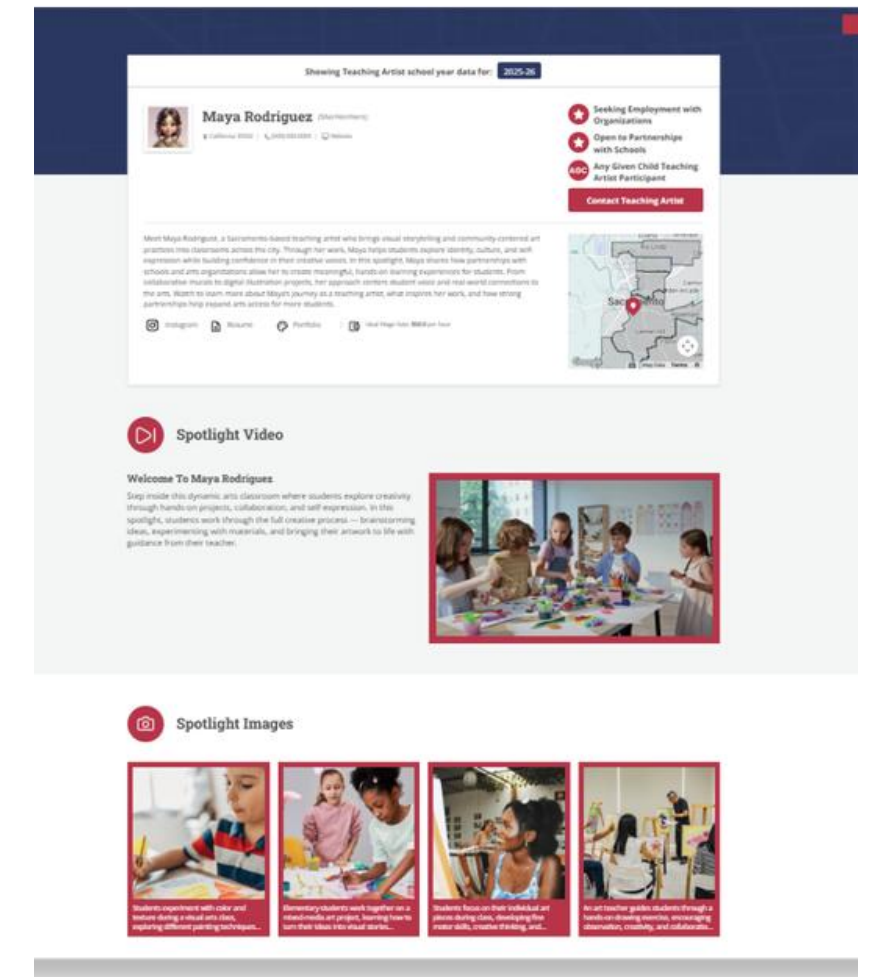 Showing Teaching Artist school year data for: 2025-26
Maya Rodriguez
Website
Seeking Employment with
Organizations
Open to Partnerships
with Schools
AGC
Any Given Child Teaching
Artist Participant
Contact Teaching Artist
Meet Maya Rodriguez, a Sacramento-based teaching artist who brings visual storytelling and community-centered art
practices into classrooms across the city. Through her work, Maya helps students explore identity, culture, and self-
expression while building confidence in their creative voices. In this spotlight, Maya shares how partnerships with
schools and arts organizations allow her to create meaningful, hands-on learning experiences for students. From
collaborative murals to digital illustration projects, her approach centers student voice and real-world connections to
the arts. Watch to learn more about Maya's journey as a teaching artist, what inspires her work, and how strong
partnerships help expand arts access for more students.
Instagram
Resume
Portfolio
per hour
Sacramento
Google
Map Data
Terms
Spotlight Video
Welcome To Maya Rodriguez
Step inside this dynamic arts classroom where students explore creativity
through hands-on projects, collaboration, and self-expression. In this
spotlight, students work through the full creative process — brainstorming
ideas, experimenting with materials, and bringing their artwork to life with
guidance from their teacher.
Spotlight Images
Students experiment with color and
texture during a visual arts class,
exploring different painting techniques...
Elementary students work together on a
mixed-media art project, learning how to
turn their ideas into visual stories...
Students focus on their individual art
pieces during class, developing fine
motor skills, creative thinking, and...
An art teacher guides students through a
hands-on drawing exercise, encouraging
observation, creativity, and collaboratio...